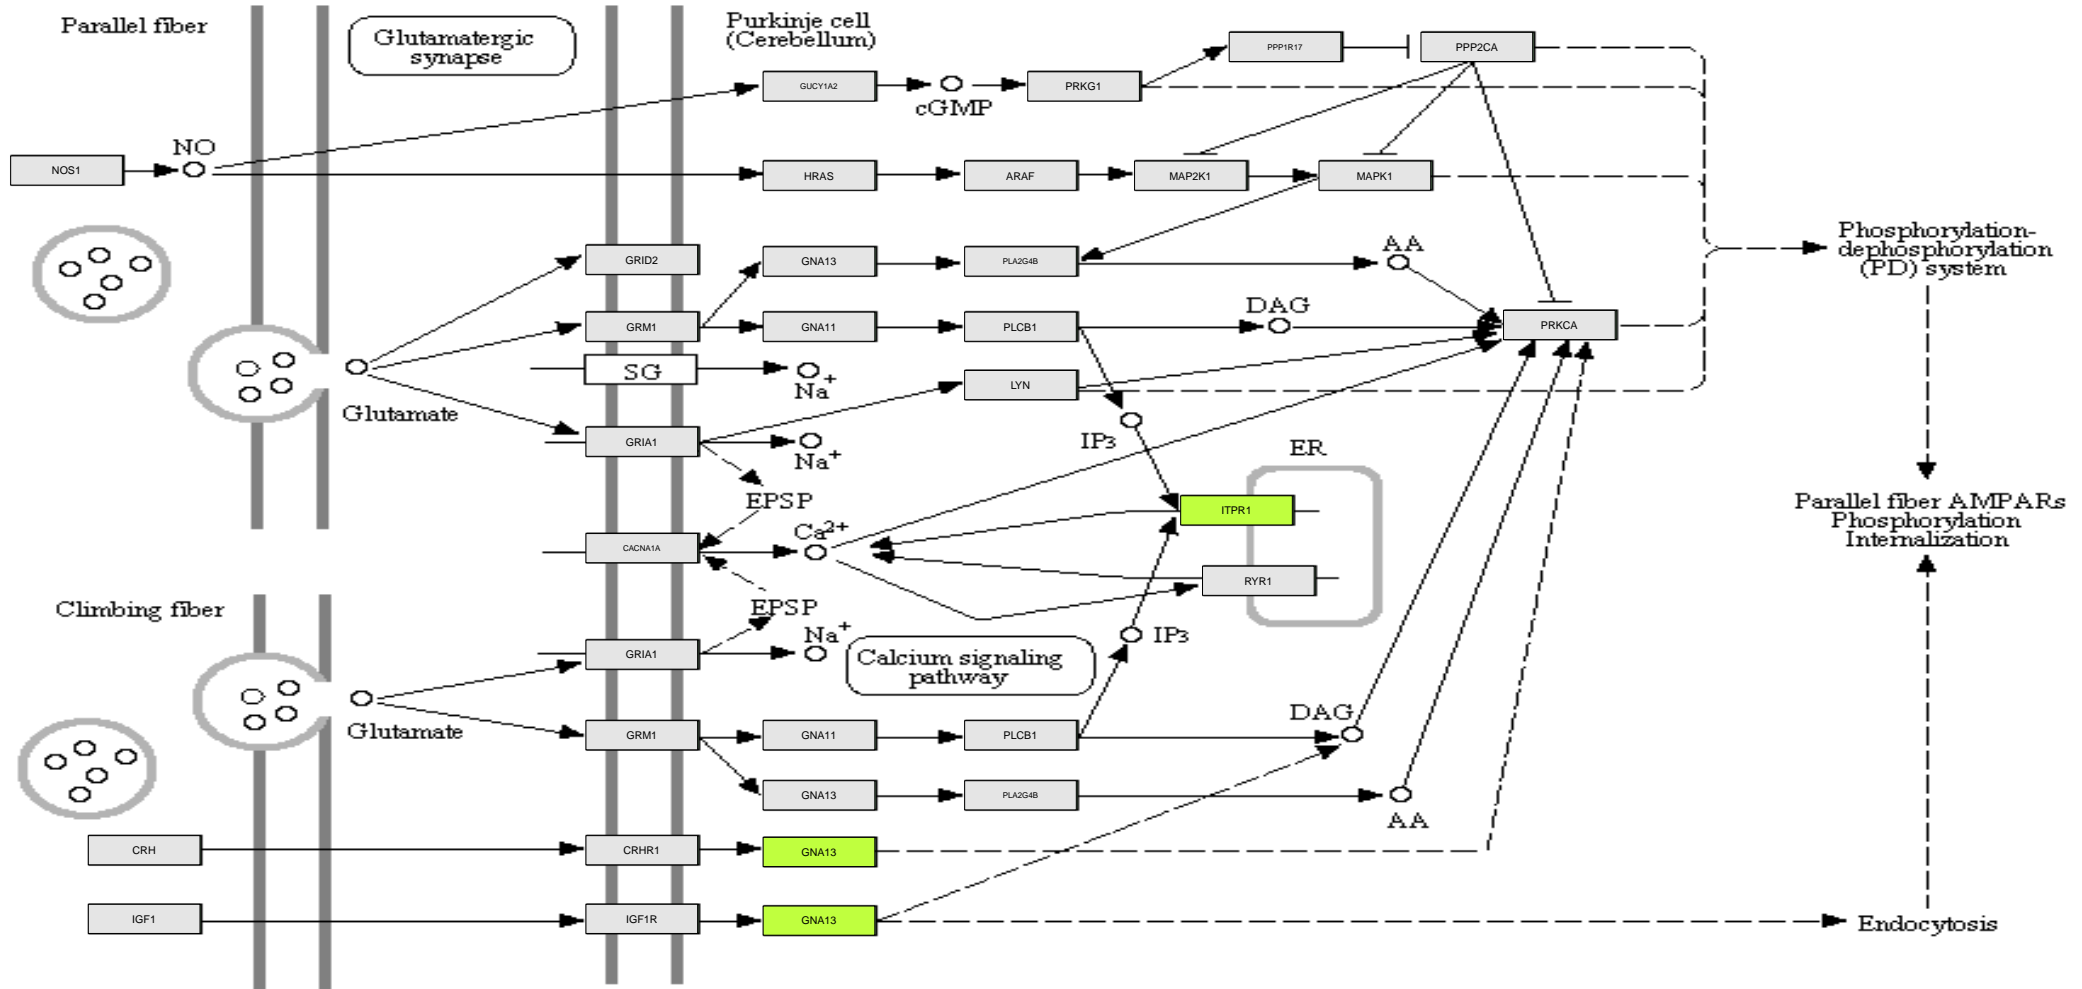 Parallel fiber
Glutamatergic
synapse
Purkinje cell
(Cerebellum)
PPP1R17
PPP2CA
GUCY1A2
cGMP
PRKG1
NOS1
NO
HRAS
ARAF
MAP2K1
MAPK1
GRID2
GNA13
PLA2G4B
AA
Phosphorylation-
dephosphorylation
(PD) system
GRM1
GNA11
PLCB1
DAG
PRKCA
SG
Na+
LYN
Glutamate
GRIA1
Na+
IP3
ER
EPSP
ITPR1
Parallel fiber AMPARs
Phosphorylation
Internalization
CACNA1A
Ca2+
RYR1
Climbing fiber
EPSP
GRIA1
Na+
IP3
Calcium signaling
pathway
Glutamate
GRM1
GNA11
PLCB1
DAG
GNA13
PLA2G4B
AA
CRH
CRHR1
GNA13
IGF1
IGF1R
GNA13
Endocytosis